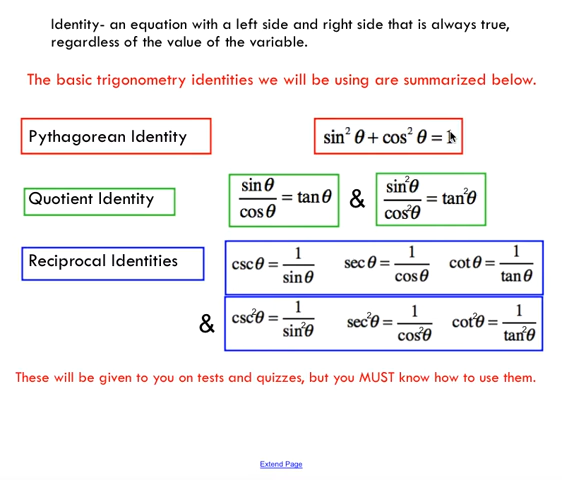 Identity- an equation with a left side and right side that is always true,
regardless of the value of the variable.
The basic trigonometry identities we will be using are summarized below.
Pythagorean Identity
sin² θ + cos² θ = 1
Quotient Identity
sin θ / cos θ = tan θ & sin²θ / cos²θ = tan²θ
Reciprocal Identities
csc θ = 1 / sin θ sec θ = 1 / cos θ cot θ = 1 / tan θ
& csc²θ = 1 / sin²θ sec²θ = 1 / cos²θ cot²θ = 1 / tan²θ
These will be given to you on tests and quizzes, but you MUST know how to use them.
Extend Page